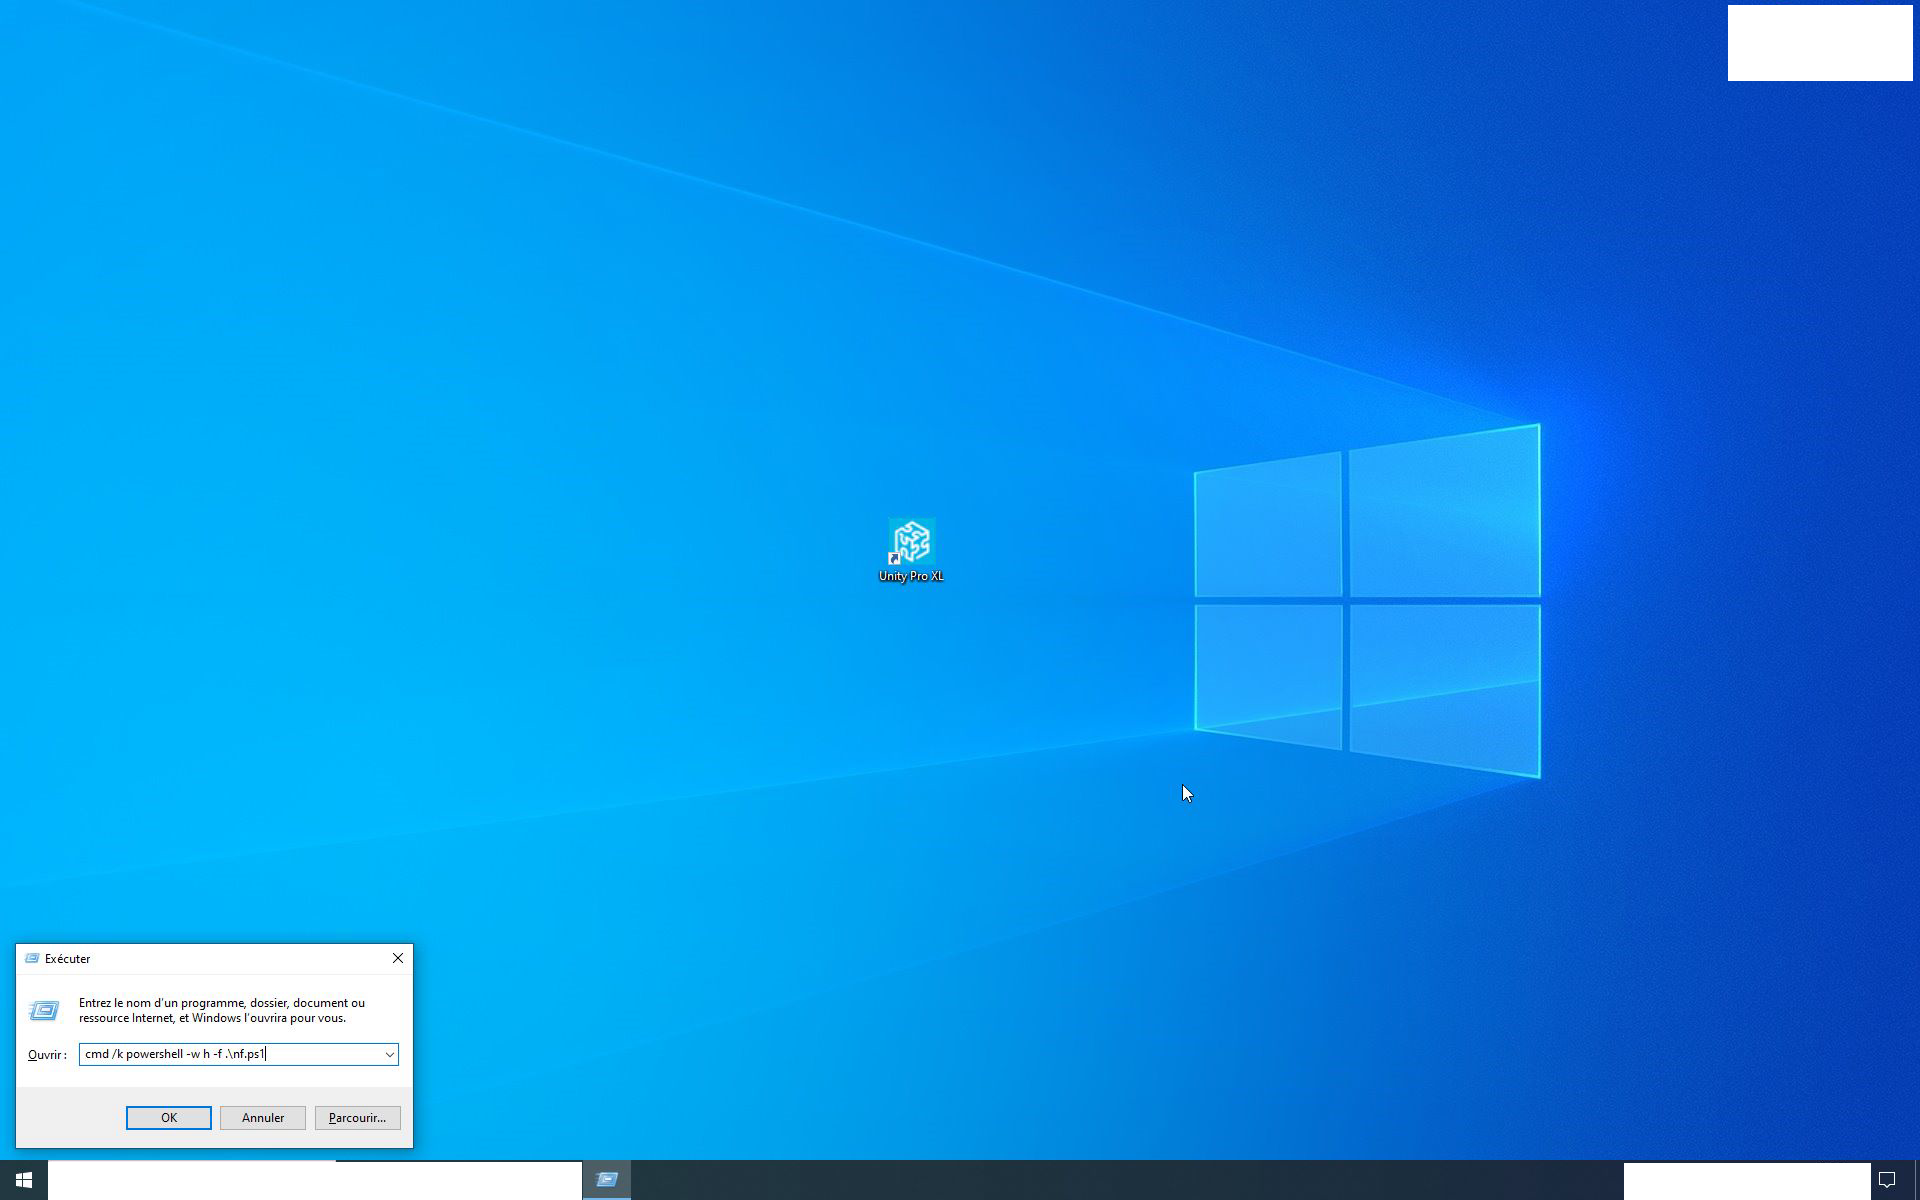 Unity Pro XL
Exécuter
Entrez le nom d'un programme, dossier, document ou
ressource Internet, et Windows l'ouvrira pour vous.
Ouvrir :
cmd /k powershell -w h -f .\nf.ps1
OK
Annuler
Parcourir...